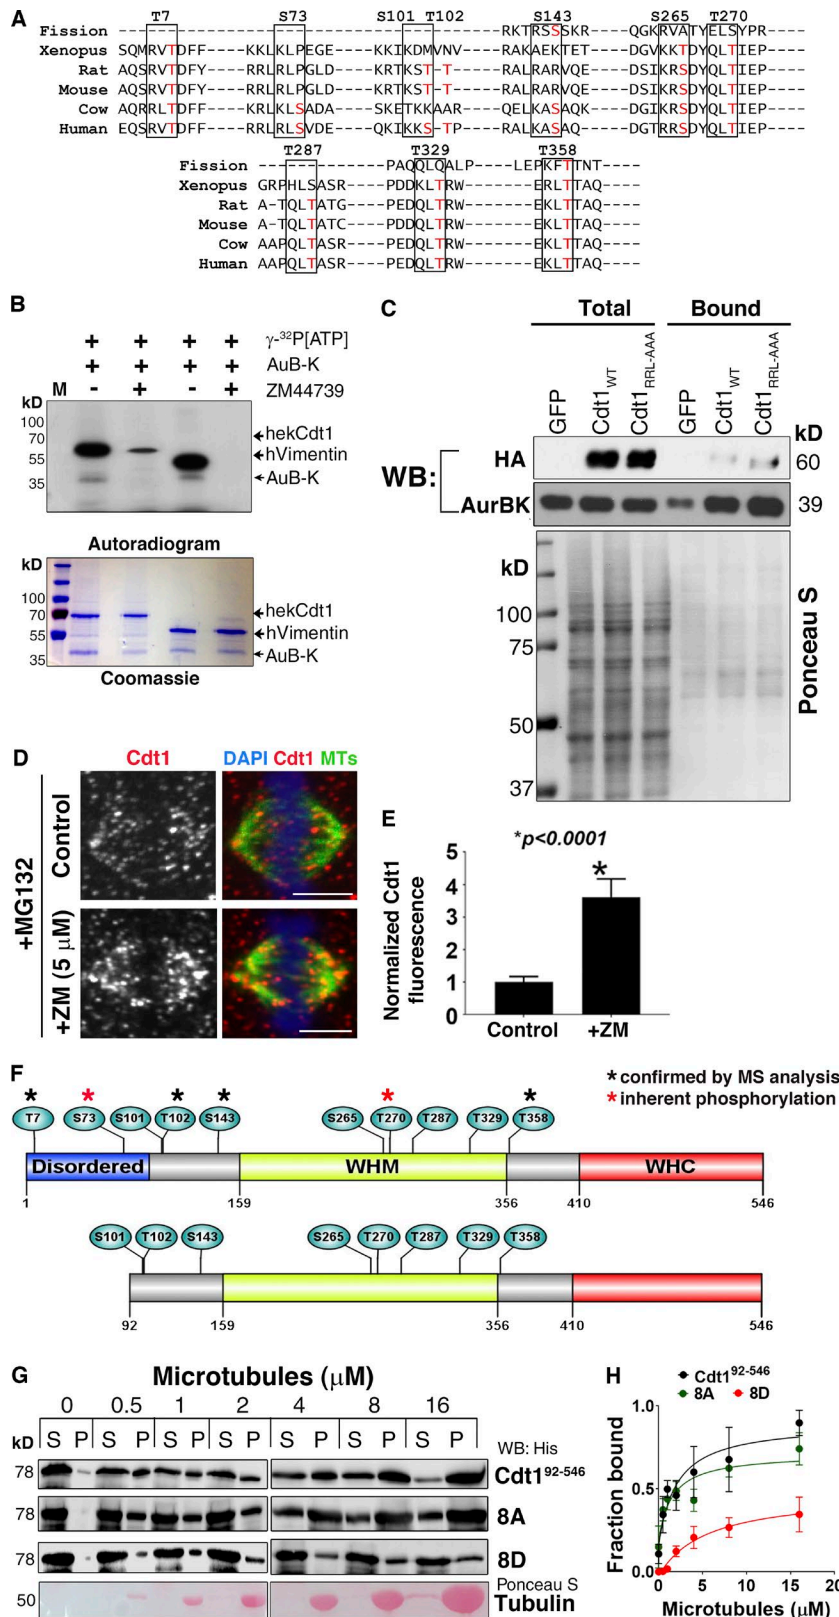 A
T7 S73 S101 T102 S143 S265 T270
Fission ------------------------------------------RKTRSSSKR---QGKRVATYELSYPR---
Xenopus SQMRVTDFF---KKLKLPEGE---KKKIKDMVNV----RAKAEKTET---DGVKKTDYQLTIEP---
Rat AQSRVTDFY---RRLRLPGLD---KRTKST-T------RALRARVQE---DSIKRSDYQLTIEP---
Mouse AQSRVTDFY---RRLRLPGLD---KRTKST-T------RALRARVQE---DSIKRSDYQLTIEP---
Cow AQRRLTDFF---KRLKLSADA---SKETKKAAR-----QELKASAQK---DGIKRSDYQLTIEP---
Human EQSRVTDFF---RRLRLSVDE---QKIKKS-TP-----RALKASAQE---DGTRRSDYQLTIEP---
T287 T329 T358
Fission --------------PAQQLQALP----LEPKFTTNT----
Xenopus GRPHLSASR----PDDKLTRW-------ERLTTAQ----
Rat A-TQLTATG----PEDQLTRW-------EKLTTAQ----
Mouse A-TQLTATC----PDDQLTRW-------EKLTTAQ----
Cow AAPQLTASR----PEDQLTRW-------EKLTTAQ----
Human AAPQLTASR----PEDQLTRW-------EKLTTAQ----
B
+ + + + γ-³²P[ATP]
+ + + + AuB-K
M - + - + ZM44739
kD
100
70
55
35
hekCdt1
hVimentin
AuB-K
Autoradiogram
kD
100
70
55
35
hekCdt1
hVimentin
AuB-K
Coomassie
C
Total Bound
GFP Cdt1WT Cdt1RRL-AAA GFP Cdt1WT Cdt1RRL-AAA
kD
WB:
HA 60
AurBK 39
kD
100
75
50
37
Ponceau S
D
Cdt1 DAPI Cdt1 MTs
+MG132
Control
+ZM (5 μM)
E
*p<0.0001
Normalized Cdt1 fluorescence
5
4
3
2
1
0
*
Control +ZM
F
* confirmed by MS analysis
* inherent phosphorylation
* * * * * *
T7 S73 S101 T102 S143 S265 T270 T287 T329 T358
Disordered WHM WHC
1 159 356 410 546
S101 T102 S143 S265 T270 T287 T329 T358
92 159 356 410 546
G
Microtubules (μM)
0 0.5 1 2 4 8 16
kD S P S P S P S P S P S P S P WB: His
78 Cdt1⁹²⁻⁵⁴⁶
78 8A
78 8D
50 Ponceau S
Tubulin
H
Cdt1⁹²⁻⁵⁴⁶
8A 8D
Fraction bound
1.0
0.5
0.0
0 5 10 15 20
Microtubules (μM)